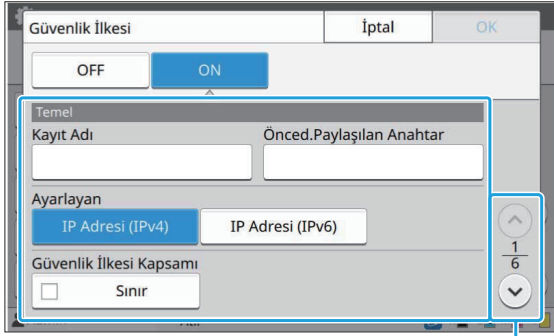 Güvenlik İlkesi İptal OK
OFF ON
Temel
Kayıt Adı Önced.Paylaşılan Anahtar
Ayarlayan
IP Adresi (IPv4) IP Adresi (IPv6)
1
6
Güvenlik İlkesi Kapsamı
Sınır